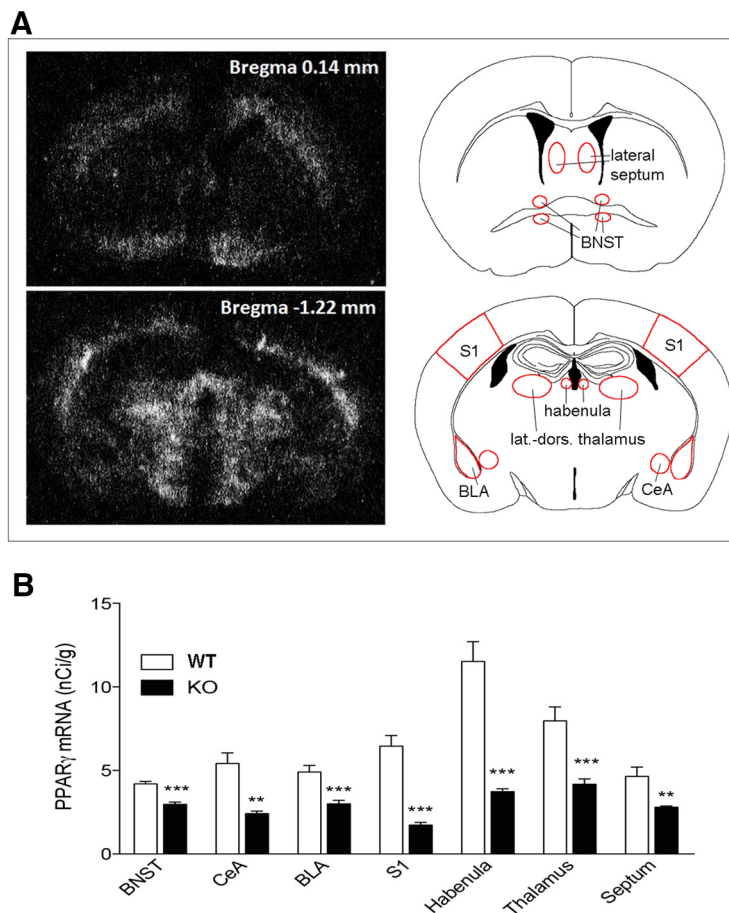 A
Bregma 0.14 mm
lateral
septum
BNST
Bregma -1.22 mm
S1
S1
habenula
lat.-dors. thalamus
BLA
CeA
B
PPARγ mRNA (nCi/g)
15
10
5
0
WT
KO
***
**
***
***
***
***
**
BNST
CeA
BLA
S1
Habenula
Thalamus
Septum